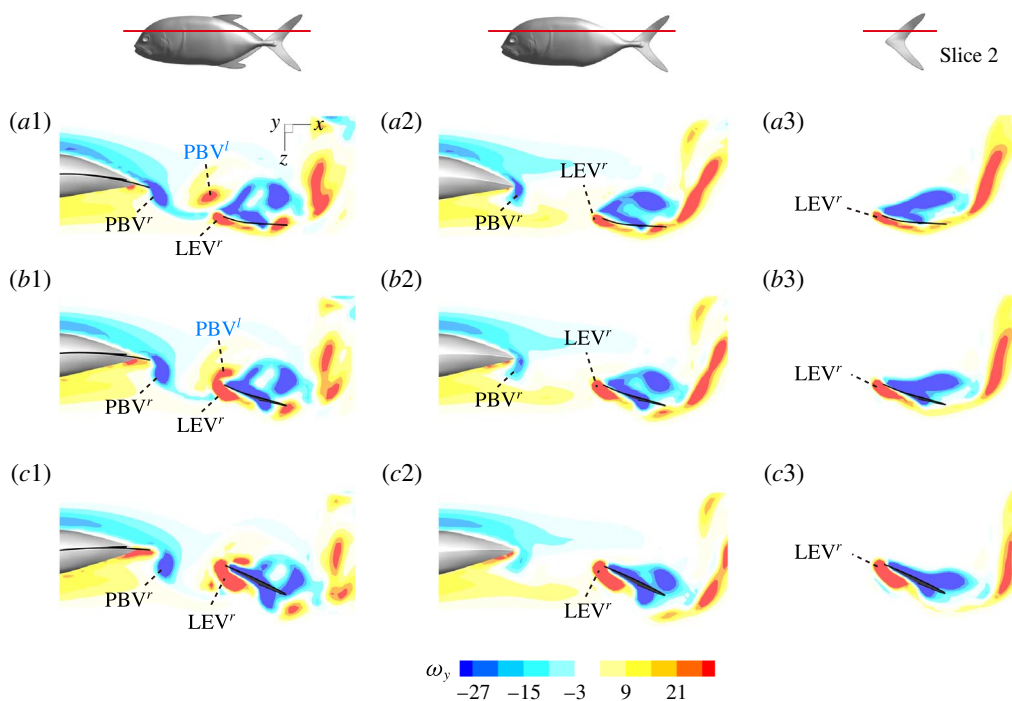 Slice 2
(a1)
y
x
z
PBV^l
PBV^r
LEV^r
(a2)
LEV^r
PBV^r
(a3)
LEV^r
(b1)
PBV^l
PBV^r
LEV^r
(b2)
LEV^r
PBV^r
(b3)
LEV^r
(c1)
PBV^r
LEV^r
(c2)
LEV^r
(c3)
LEV^r
ω_y
–27 –15 –3 9 21